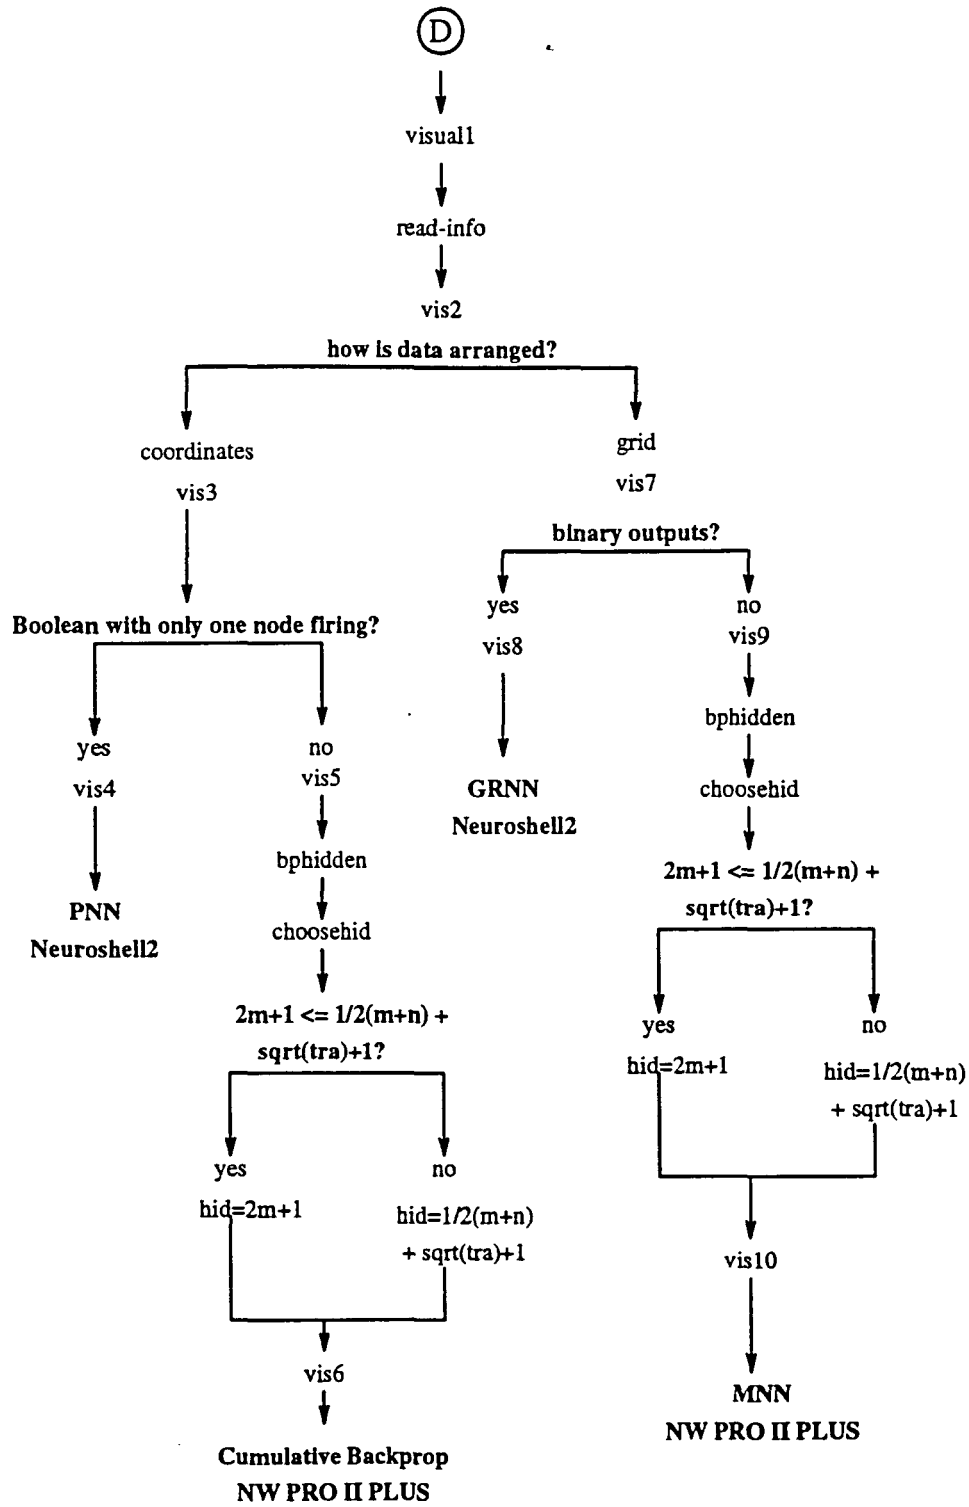 D
visual1
read-info
vis2
how is data arranged?
coordinates
vis3
Boolean with only one node firing?
yes
vis4
PNN
Neuroshell2
no
vis5
bphidden
choosehid
2m+1 <= 1/2(m+n) +
sqrt(tra)+1?
yes
hid=2m+1
no
hid=1/2(m+n)
+ sqrt(tra)+1
vis6
Cumulative Backprop
NW PRO II PLUS
grid
vis7
binary outputs?
yes
vis8
GRNN
Neuroshell2
no
vis9
bphidden
choosehid
2m+1 <= 1/2(m+n) +
sqrt(tra)+1?
yes
hid=2m+1
no
hid=1/2(m+n)
+ sqrt(tra)+1
vis10
MNN
NW PRO II PLUS